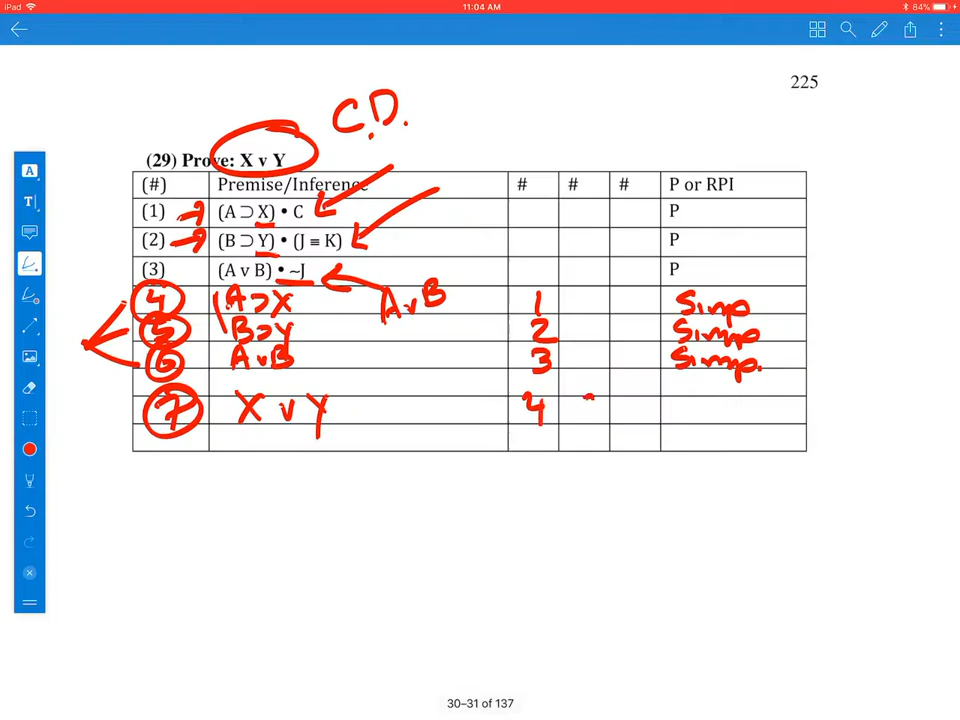 iPad 11:04 AM 84%
225
C.D.
(29) Prove: X v Y
(#) Premise/Inference # # # P or RPI
(1) (A ⊃ X) • C P
(2) (B ⊃ Y) • (J ≡ K) P
(3) (A v B) • ~J P
A v B
4 A ⊃ X 1 Simp
5 B ⊃ Y 2 Simp
6 A v B 3 Simp.
7 X v Y 4
30–31 of 137